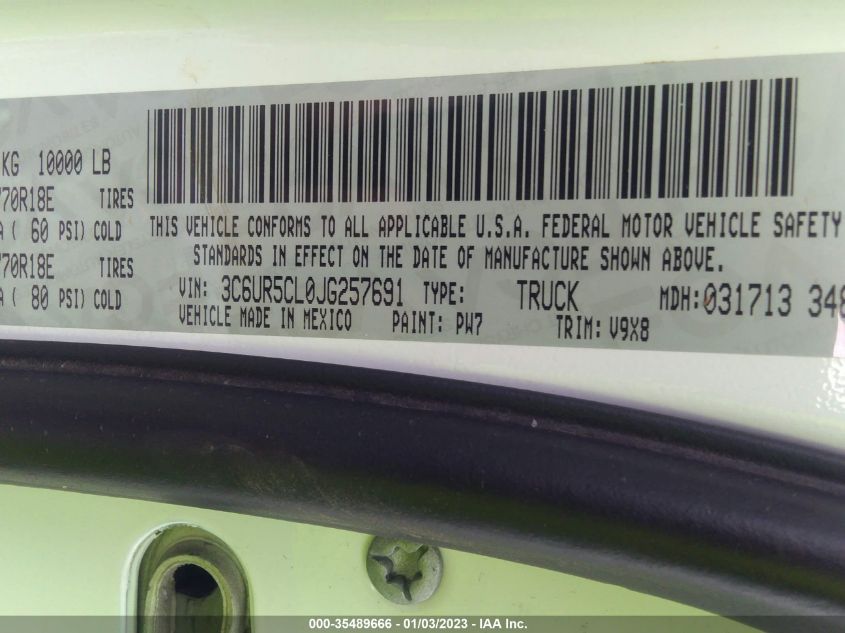 KG 10000 LB
70R18E TIRES
( 60 PSI) COLD
70R18E TIRES
( 80 PSI) COLD
THIS VEHICLE CONFORMS TO ALL APPLICABLE U.S.A. FEDERAL MOTOR VEHICLE SAFETY
STANDARDS IN EFFECT ON THE DATE OF MANUFACTURE SHOWN ABOVE.
VIN: 3C6UR5CL0JG257691 TYPE: TRUCK MDH:031713 348
VEHICLE MADE IN MEXICO PAINT: PW7 TRIM: V9X8
000-35489666 - 01/03/2023 - IAA Inc.